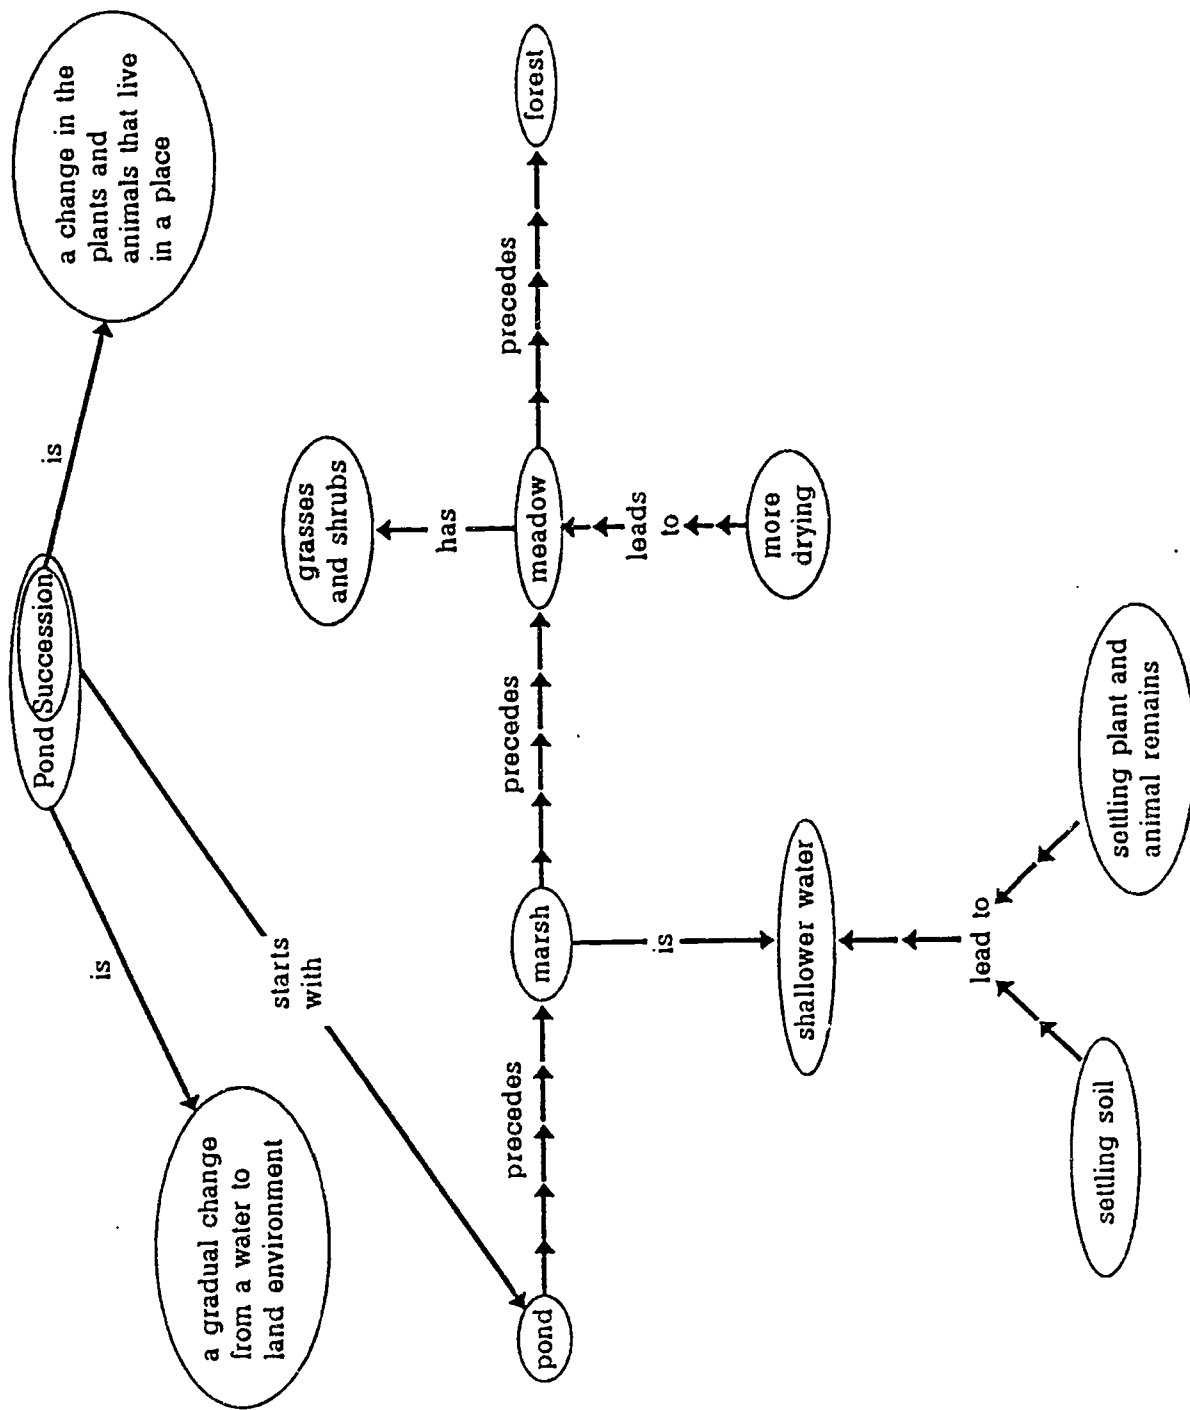 Pond Succession
is
is
a gradual change
from a water to
land environment
a change in the
plants and
animals that live
in a place
starts
with
grasses
and shrubs
has
pond
precedes
marsh
precedes
meadow
precedes
forest
is
leads
to
shallower water
more
drying
lead to
settling soil
settling plant and
animal remains